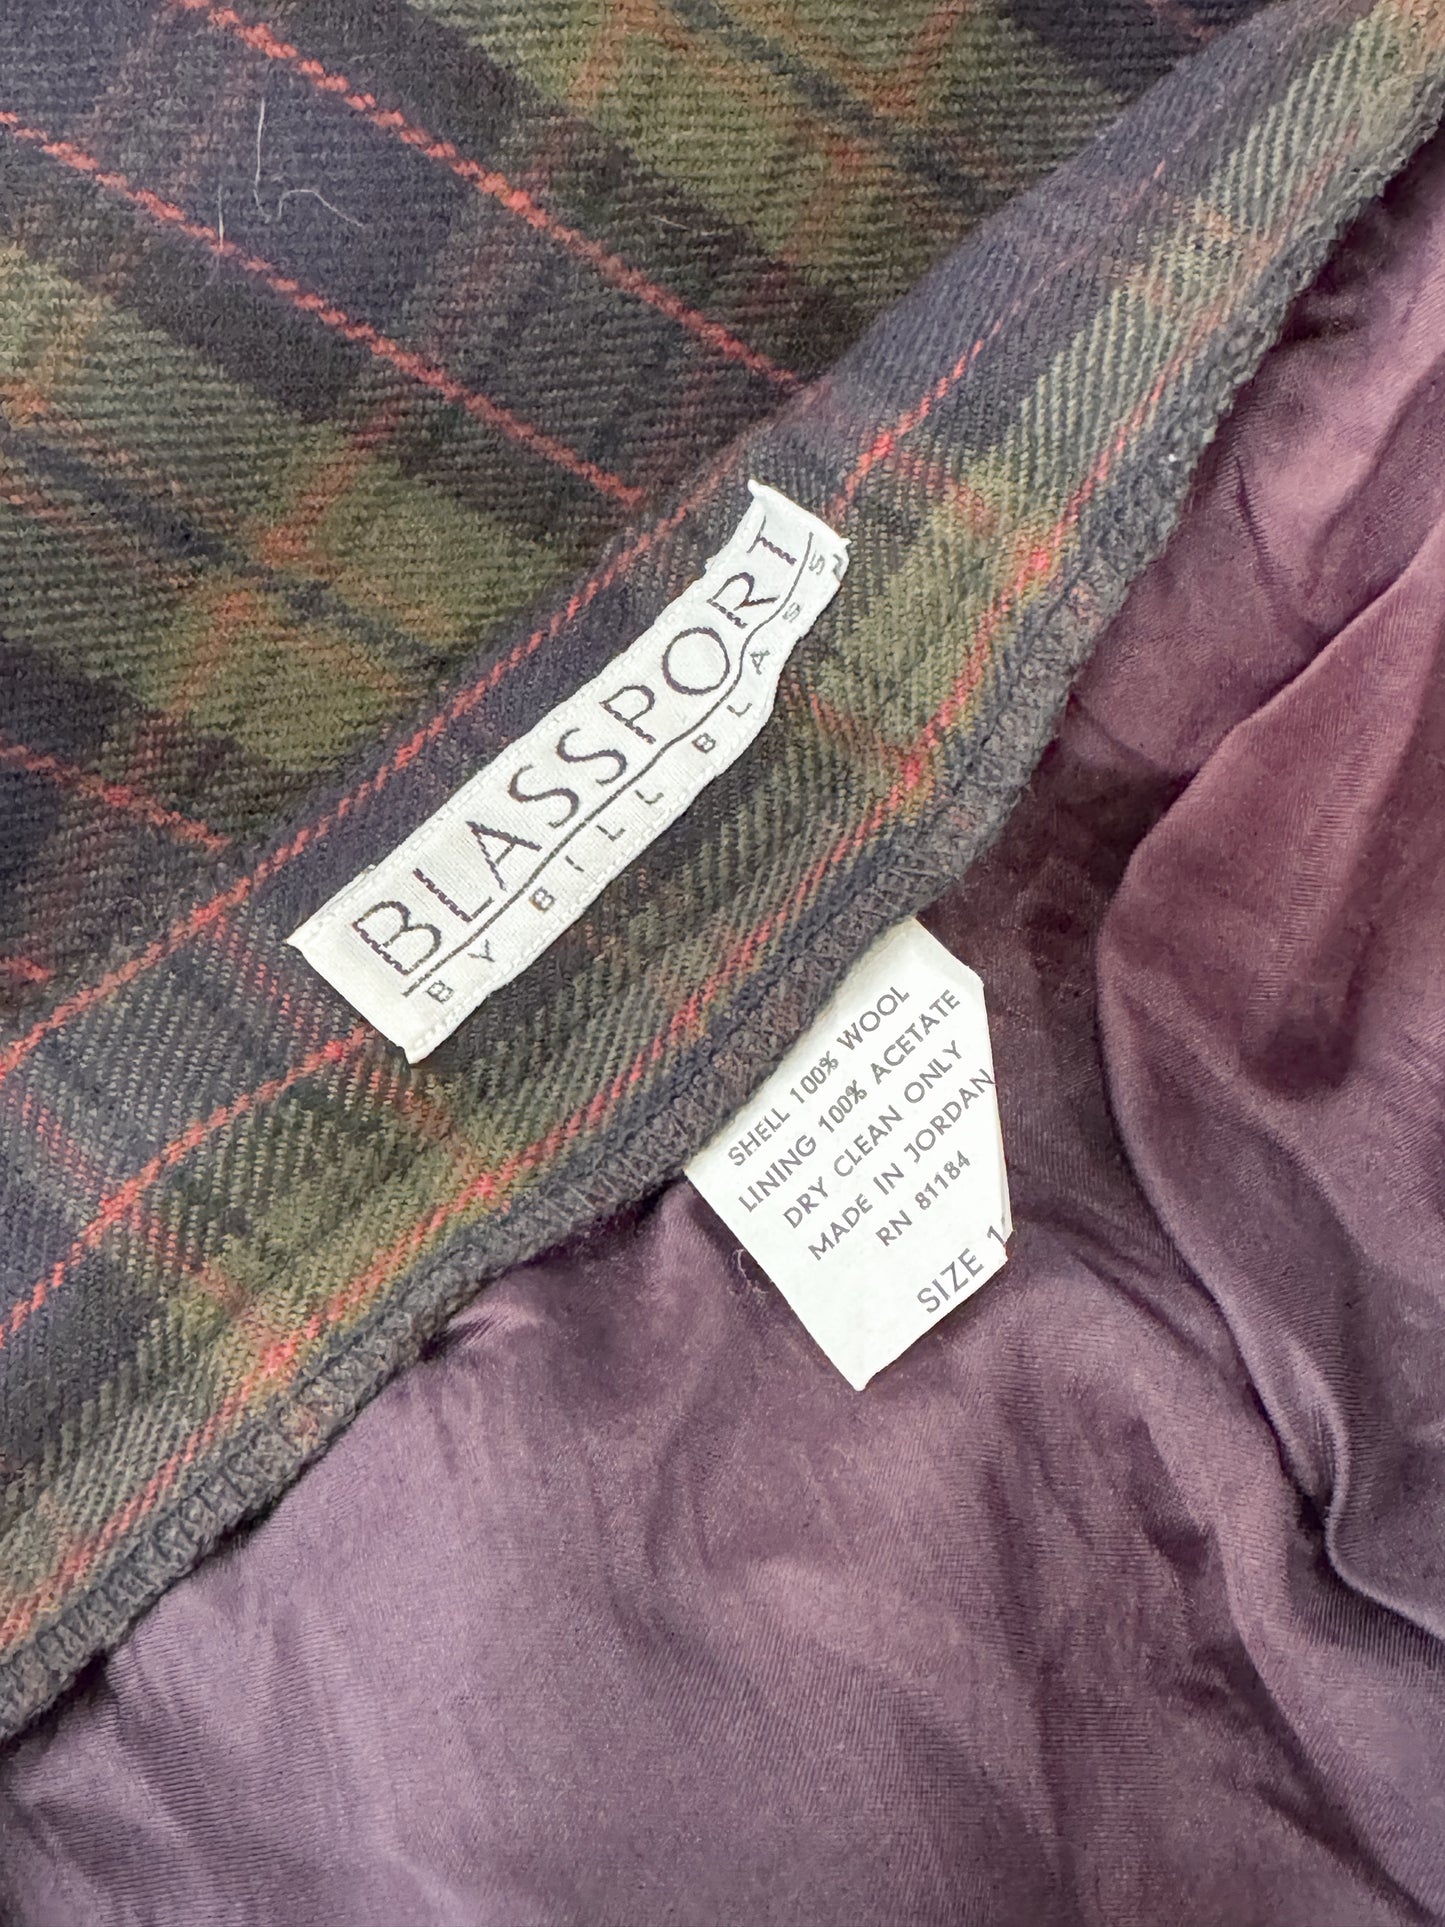 BLASSPORT
BY BILL BLASS
SHELL 100% WOOL
LINING 100% ACETATE
DRY CLEAN ONLY
MADE IN JORDAN
RN 81184
SIZE 1